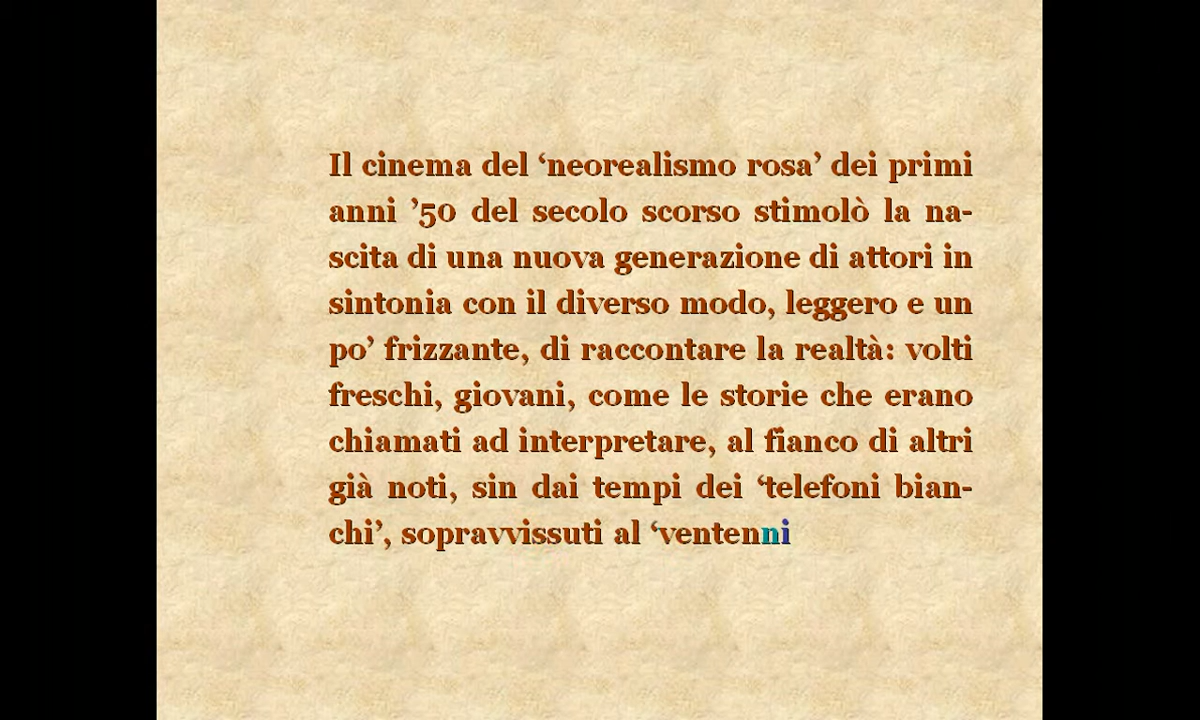 Il cinema del ‘neorealismo rosa’ dei primi
anni ’50 del secolo scorso stimolò la na-
scita di una nuova generazione di attori in
sintonia con il diverso modo, leggero e un
po’ frizzante, di raccontare la realtà: volti
freschi, giovani, come le storie che erano
chiamati ad interpretare, al fianco di altri
già noti, sin dai tempi dei ‘telefoni bian-
chi’, sopravvissuti al ‘ventenni